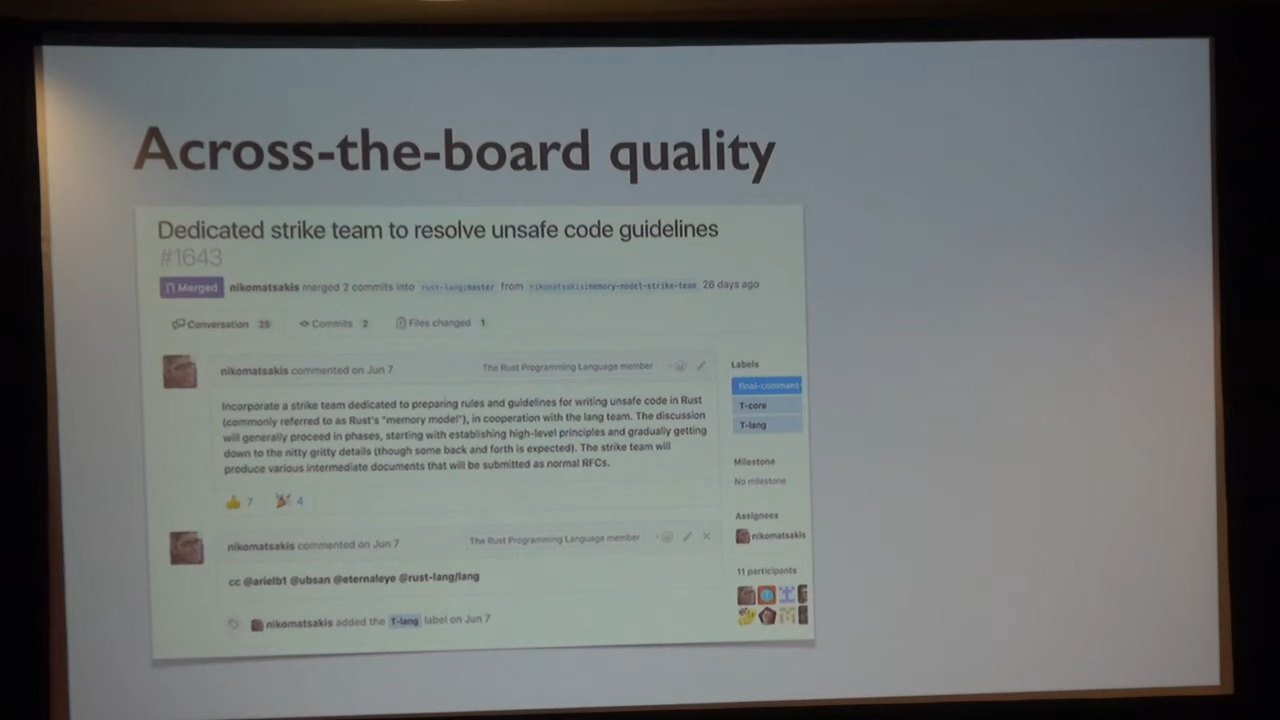 Across-the-board quality
Dedicated strike team to resolve unsafe code guidelines
#1643
Merged nikomatsakis merged 2 commits into rust-lang:master from nikomatsakis:memory-model-strike-team 26 days ago
Conversation 25 Commits 2 Files changed 1
nikomatsakis commented on Jun 7 The Rust Programming Language member
Incorporate a strike team dedicated to preparing rules and guidelines for writing unsafe code in Rust
(commonly referred to as Rust's "memory model"), in cooperation with the lang team. The discussion
will generally proceed in phases, starting with establishing high-level principles and gradually getting
down to the nitty gritty details (though some back and forth is expected). The strike team will
produce various intermediate documents that will be submitted as normal RFCs.
👍 7 🎉 4
nikomatsakis commented on Jun 7 The Rust Programming Language member
cc @arielb1 @ubsan @eternaleye @rust-lang/lang
nikomatsakis added the T-lang label on Jun 7
Labels
final-comment-
T-core
T-lang
Milestone
No milestone
Assignees
nikomatsakis
11 participants